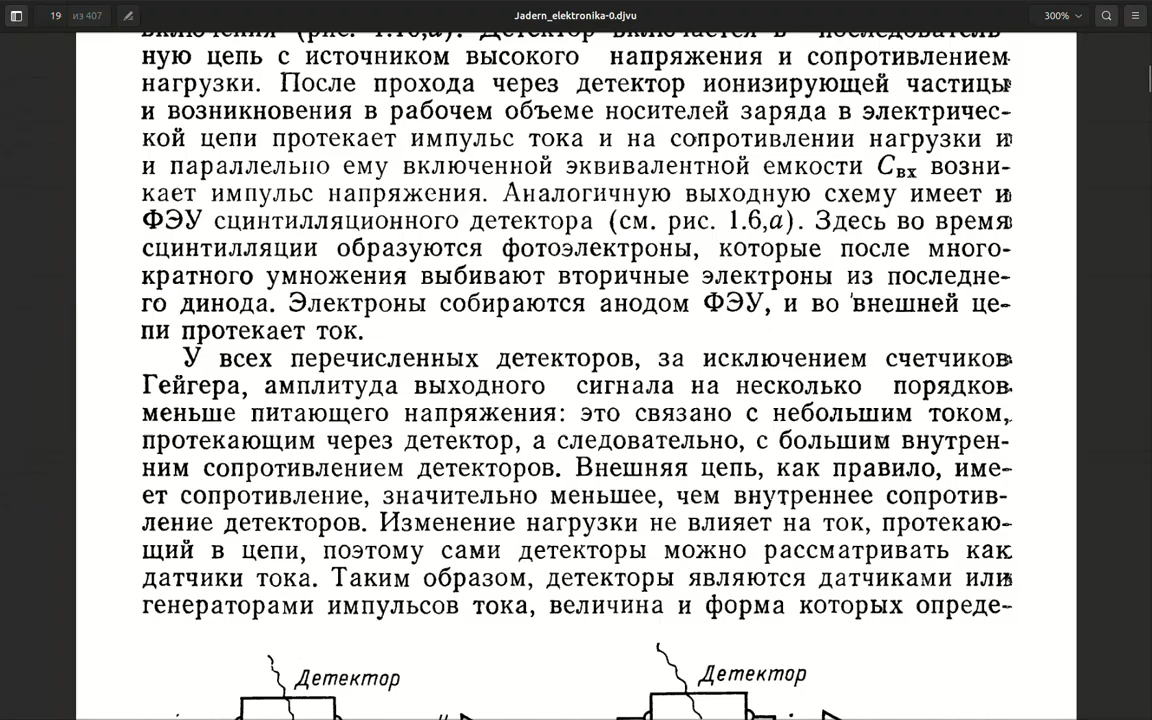 19 из 407
Jadern_elektronika-0.djvu
300%
включения (рис. 1.10,а). Детектор включается в последователь-
ную цепь с источником высокого напряжения и сопротивлением
нагрузки. После прохода через детектор ионизирующей частицы
и возникновения в рабочем объеме носителей заряда в электричес-
кой цепи протекает импульс тока и на сопротивлении нагрузки и
и параллельно ему включенной эквивалентной емкости Cвх возни-
кает импульс напряжения. Аналогичную выходную схему имеет и
ФЭУ сцинтилляционного детектора (см. рис. 1.6,а). Здесь во время
сцинтилляции образуются фотоэлектроны, которые после много-
кратного умножения выбивают вторичные электроны из последне-
го динода. Электроны собираются анодом ФЭУ, и во внешней це-
пи протекает ток.
У всех перечисленных детекторов, за исключением счетчиков
Гейгера, амплитуда выходного сигнала на несколько порядков
меньше питающего напряжения: это связано с небольшим током,
протекающим через детектор, а следовательно, с большим внутрен-
ним сопротивлением детекторов. Внешняя цепь, как правило, име-
ет сопротивление, значительно меньшее, чем внутреннее сопротив-
ление детекторов. Изменение нагрузки не влияет на ток, протекаю-
щий в цепи, поэтому сами детекторы можно рассматривать как
датчики тока. Таким образом, детекторы являются датчиками или
генераторами импульсов тока, величина и форма которых опреде-
Детектор
Детектор